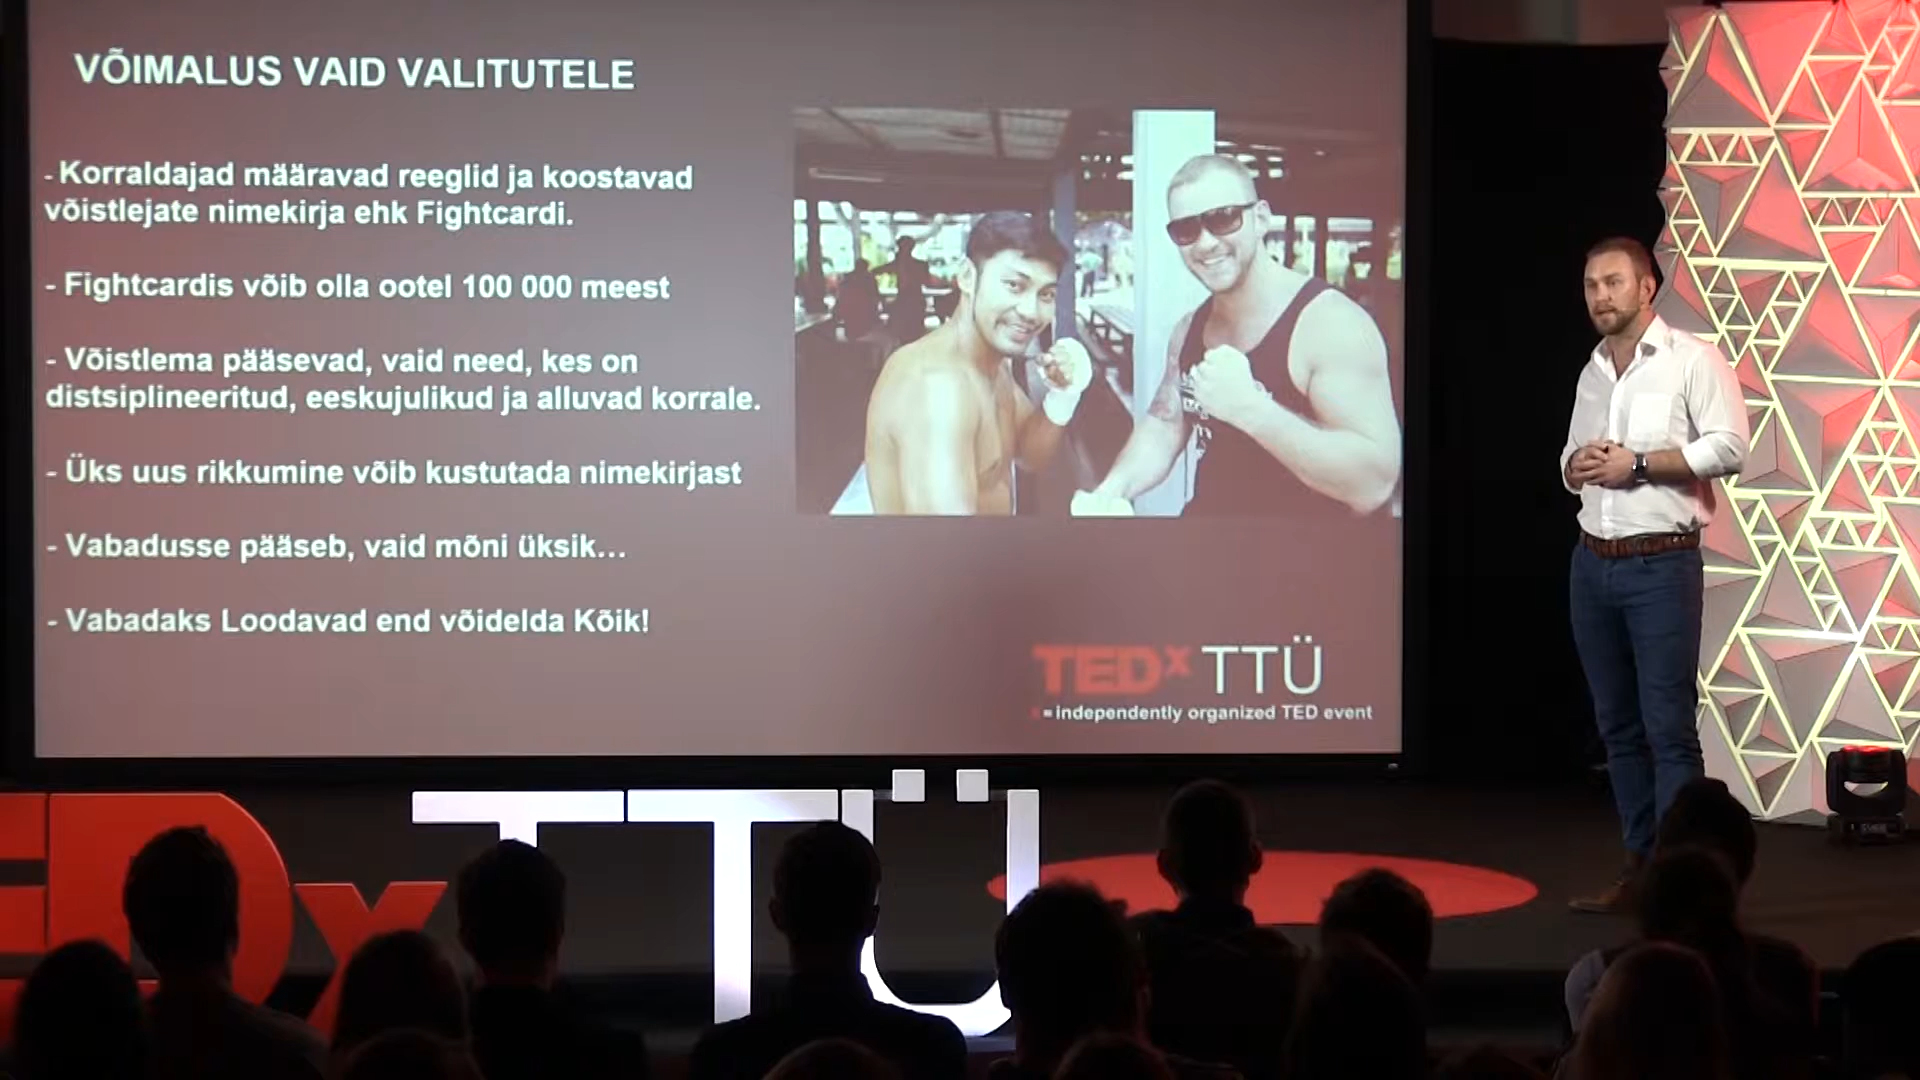 VÕIMALUS VAID VALITUTELE
- Korraldajad määravad reeglid ja koostavad
võistlejate nimekirja ehk Fightcardi.
- Fightcardis võib olla ootel 100 000 meest
- Võistlema pääsevad, vaid need, kes on
distsiplineeritud, eeskujulikud ja alluvad korrale.
- Üks uus rikkumine võib kustutada nimekirjast
- Vabadusse pääseb, vaid mõni üksik...
- Vabadaks Loodavad end võidelda Kõik!
TEDx TTÜ
x = independently organized TED event
EDx TTÜ